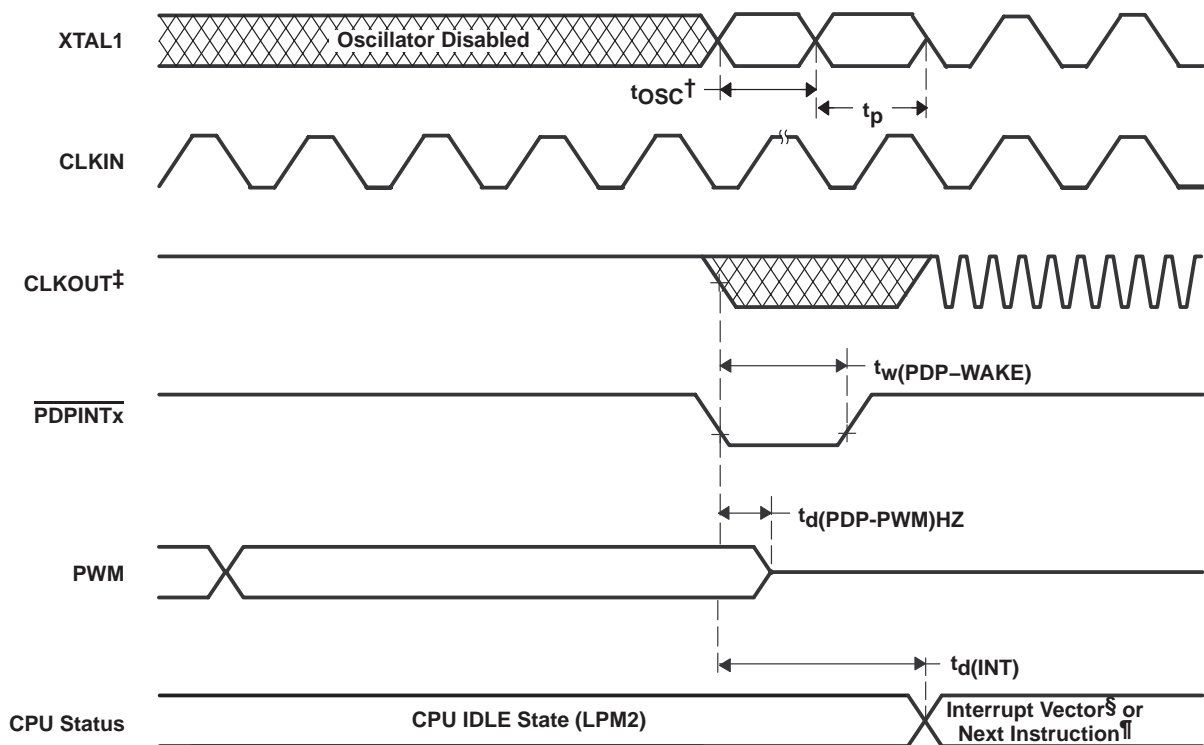 XTAL1
Oscillator Disabled
tOSC†
tp
CLKIN
CLKOUT‡
tw(PDP–WAKE)
PDPINTx
td(PDP-PWM)HZ
PWM
td(INT)
CPU Status
CPU IDLE State (LPM2)
Interrupt Vector§ or
Next Instruction¶